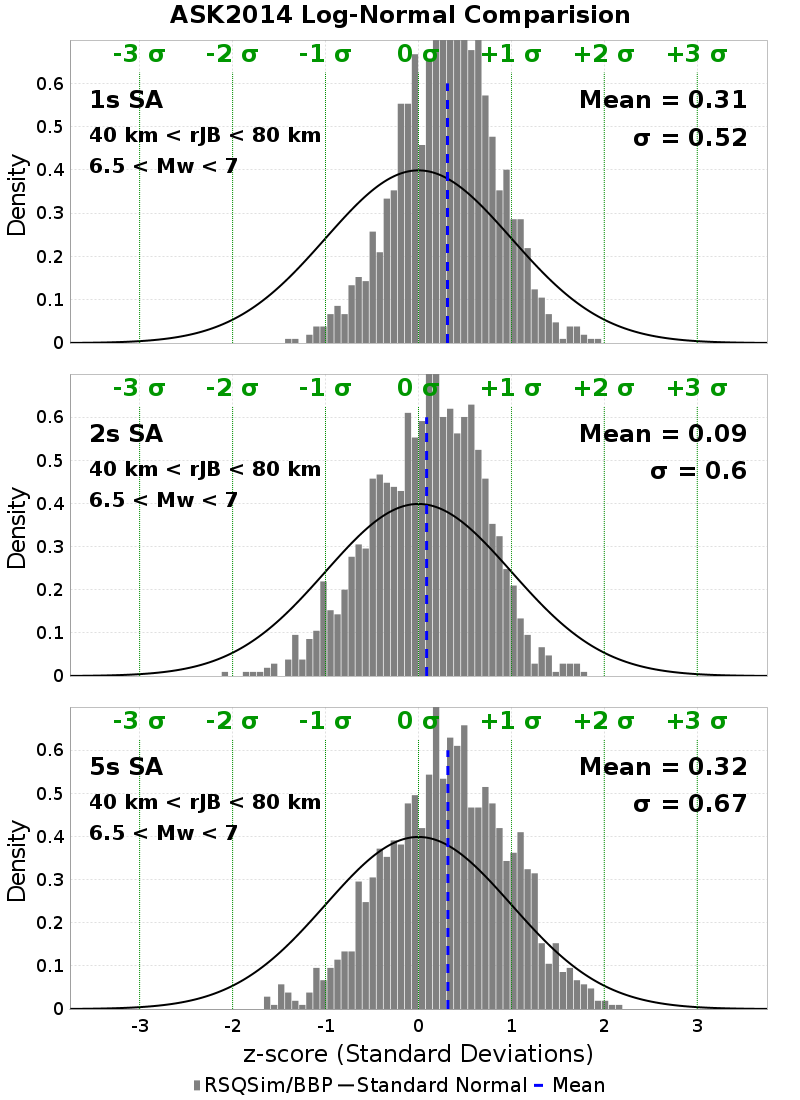 ASK2014 Log-Normal Comparision
-3 σ -2 σ -1 σ 0 σ +1 σ +2 σ +3 σ
0.6
1s SA Mean = 0.31
0.5
40 km < rJB < 80 km σ = 0.52
6.5 < Mw < 7
0.4
0.3
0.2
0.1
0
Density
-3 σ -2 σ -1 σ 0 σ +1 σ +2 σ +3 σ
0.6
2s SA Mean = 0.09
0.5
40 km < rJB < 80 km σ = 0.6
6.5 < Mw < 7
0.4
0.3
0.2
0.1
0
Density
-3 σ -2 σ -1 σ 0 σ +1 σ +2 σ +3 σ
0.6
5s SA Mean = 0.32
0.5
40 km < rJB < 80 km σ = 0.67
6.5 < Mw < 7
0.4
0.3
0.2
0.1
0
Density
-3 -2 -1 0 1 2 3
z-score (Standard Deviations)
RSQSim/BBP Standard Normal Mean